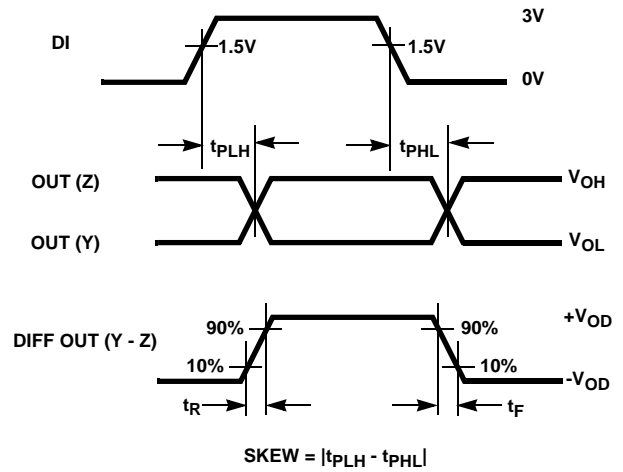 3V
DI
1.5V
1.5V
0V
tPLH
tPHL
OUT (Z)
VOH
OUT (Y)
VOL
+VOD
90%
90%
DIFF OUT (Y - Z)
10%
10%
-VOD
tR
tF
SKEW = |tPLH - tPHL|